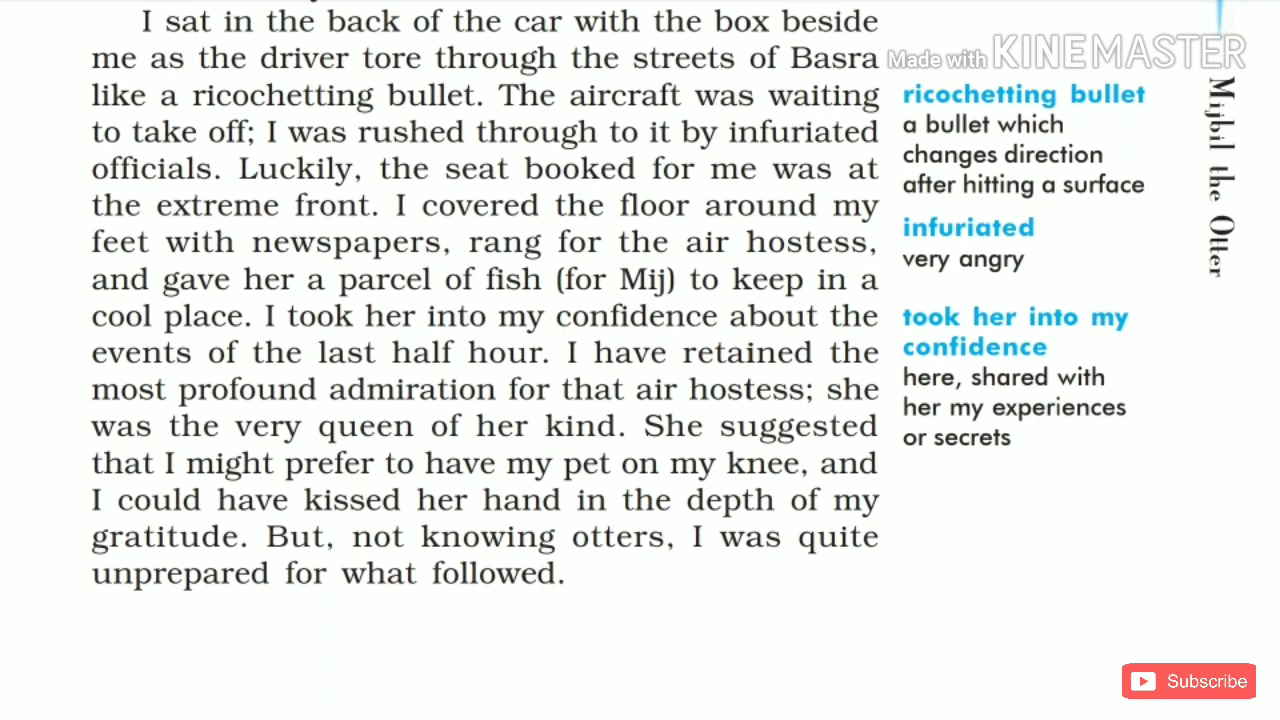 I sat in the back of the car with the box beside
me as the driver tore through the streets of Basra
like a ricochetting bullet. The aircraft was waiting
to take off; I was rushed through to it by infuriated
officials. Luckily, the seat booked for me was at
the extreme front. I covered the floor around my
feet with newspapers, rang for the air hostess,
and gave her a parcel of fish (for Mij) to keep in a
cool place. I took her into my confidence about the
events of the last half hour. I have retained the
most profound admiration for that air hostess; she
was the very queen of her kind. She suggested
that I might prefer to have my pet on my knee, and
I could have kissed her hand in the depth of my
gratitude. But, not knowing otters, I was quite
unprepared for what followed.
Made with KINEMASTER
ricochetting bullet
a bullet which
changes direction
after hitting a surface
infuriated
very angry
took her into my
confidence
here, shared with
her my experiences
or secrets
Mijbil the Otter
Subscribe